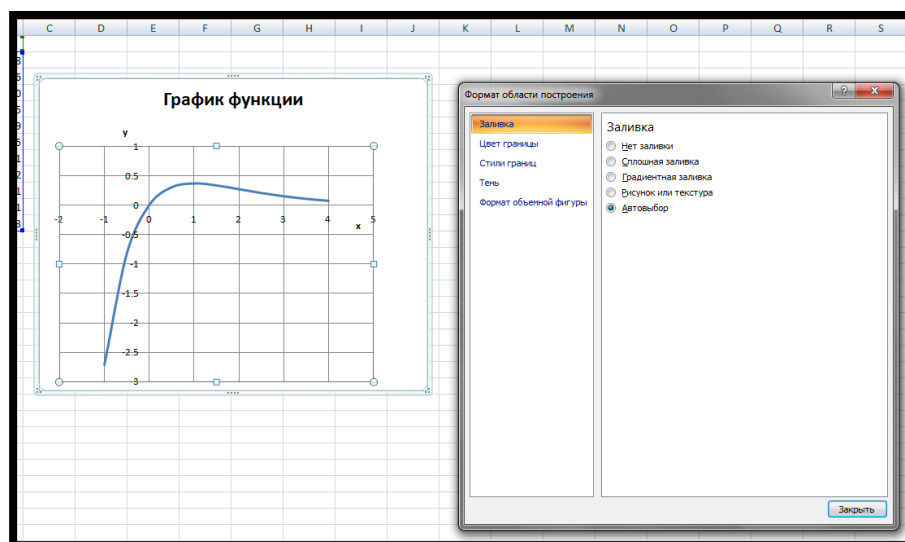 C D E F G H I J K L M N O P Q R S
График функции
y
1
0.5
0
-2 -1 0 1 2 3 4 5
x
-0.5
-1
-1.5
-2
-2.5
-3
Формат области построения
Заливка
Цвет границы
Стили границ
Тень
Формат объемной фигуры
Заливка
Нет заливки
Сплошная заливка
Градиентная заливка
Рисунок или текстура
Автовыбор
Закрыть